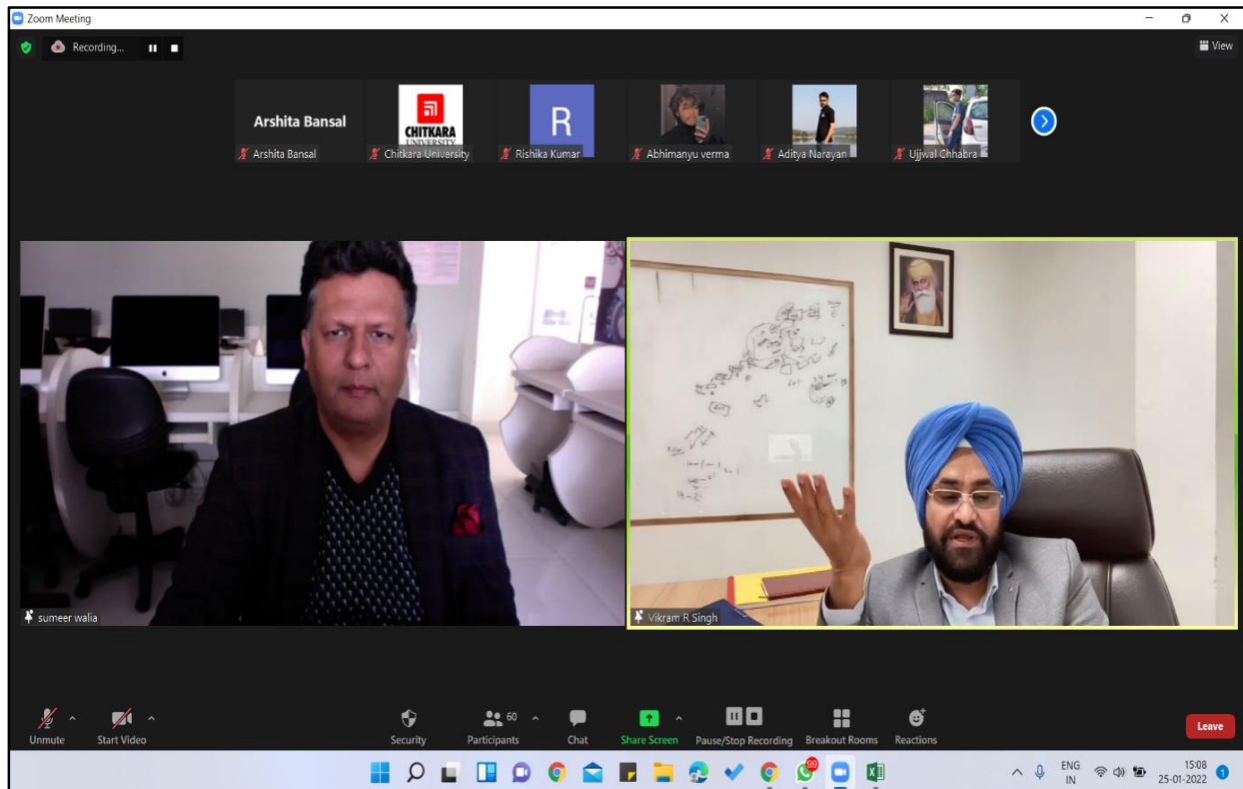 Zoom Meeting
Recording...
View
Arshita Bansal
CHITKARA
UNIVERSITY
R
Arshita Bansal
Chitkara University
Rishika Kumar
Abhimanyu verma
Aditya Narayan
Ujjwal Chhabra
sumeer walia
Vikram R Singh
60
Unmute
Start Video
Security
Participants
Chat
Share Screen
Pause/Stop Recording
Breakout Rooms
Reactions
Leave
99
ENG
IN
15:08
25-01-2022
1